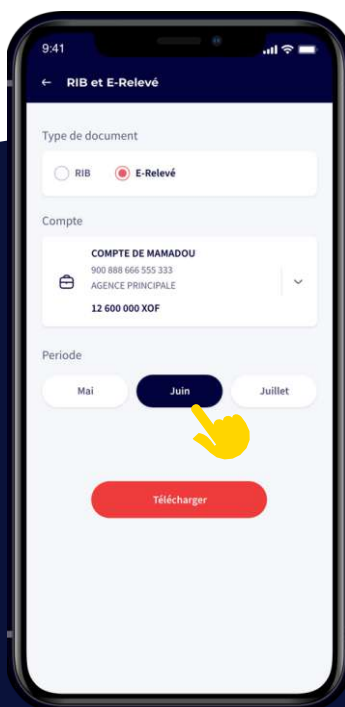 9:41
← RIB et E-Relevé
Type de document
RIB E-Relevé
Compte
COMPTE DE MAMADOU
900 888 666 555 333
AGENCE PRINCIPALE
12 600 000 XOF
Periode
Mai Juin Juillet
Télécharger